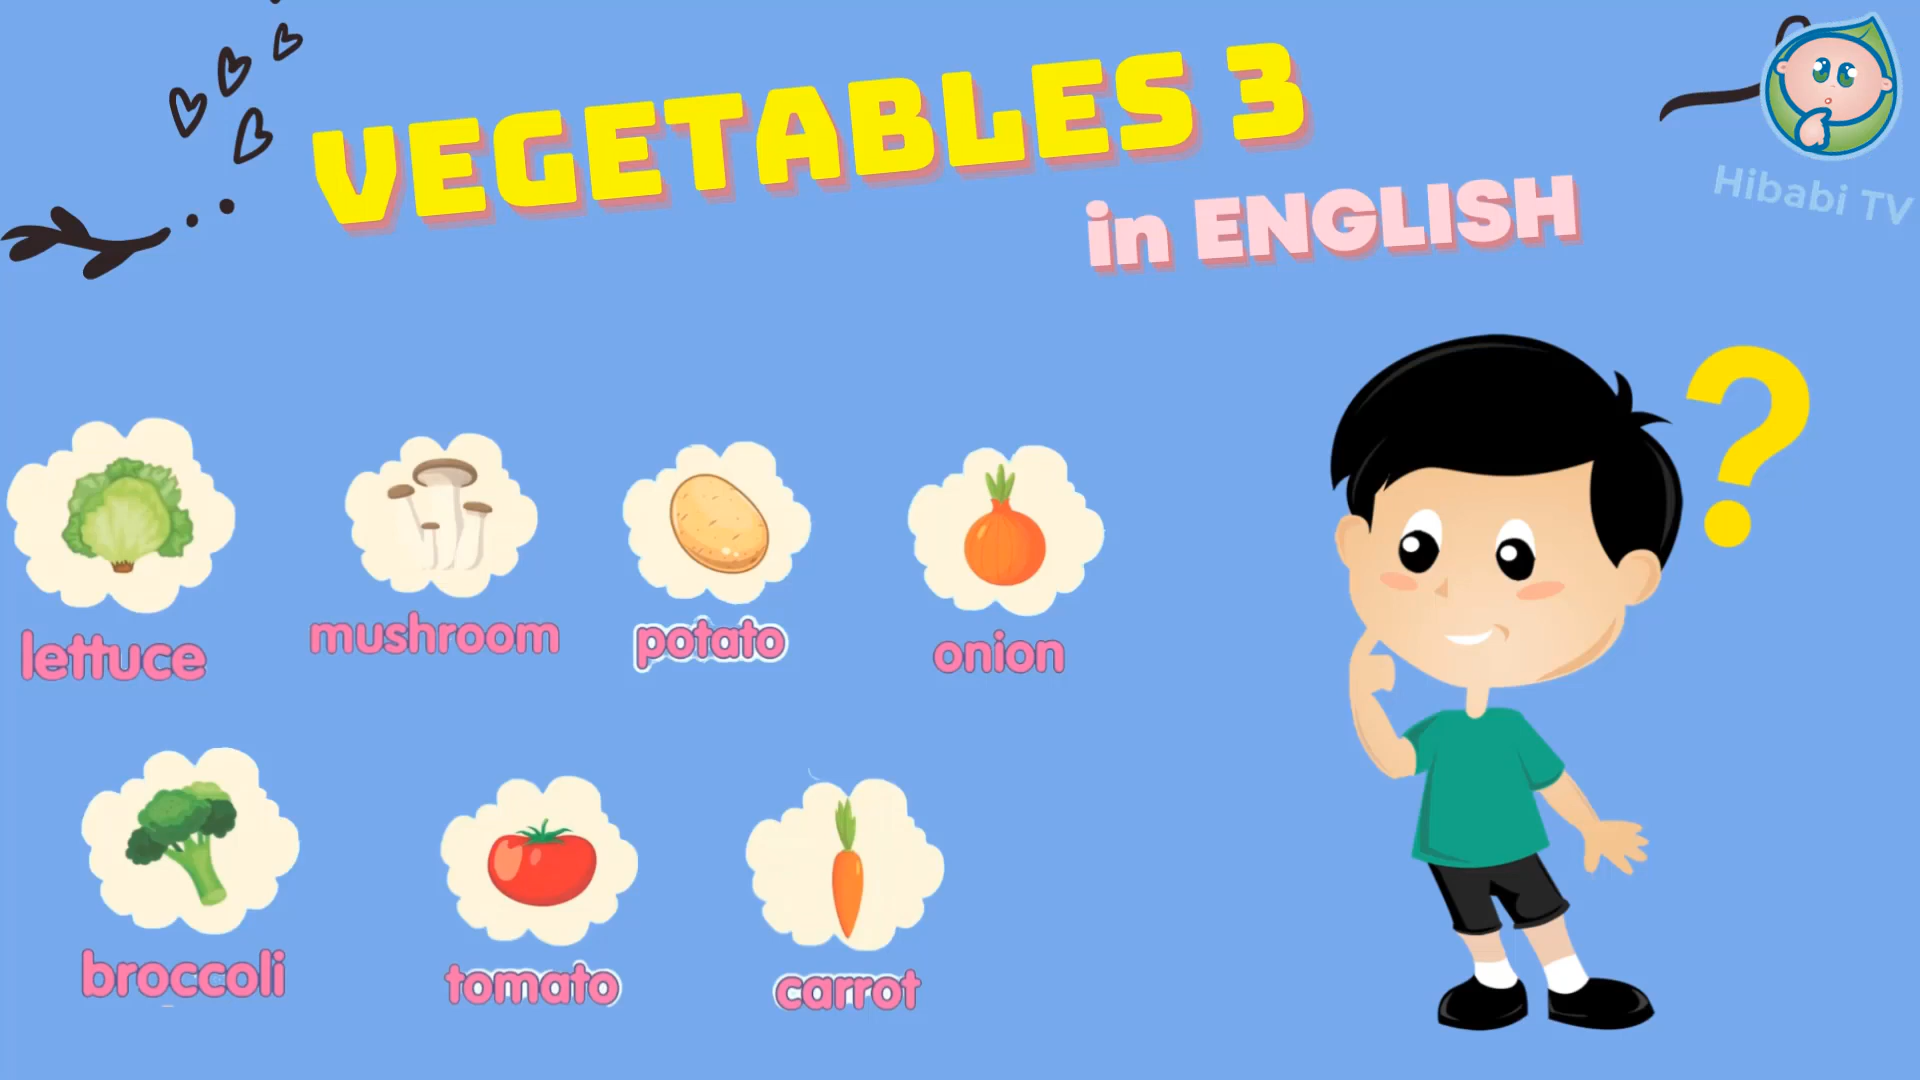 VEGETABLES 3
in ENGLISH
Hibabi TV
?
lettuce
mushroom
potato
onion
broccoli
tomato
carrot